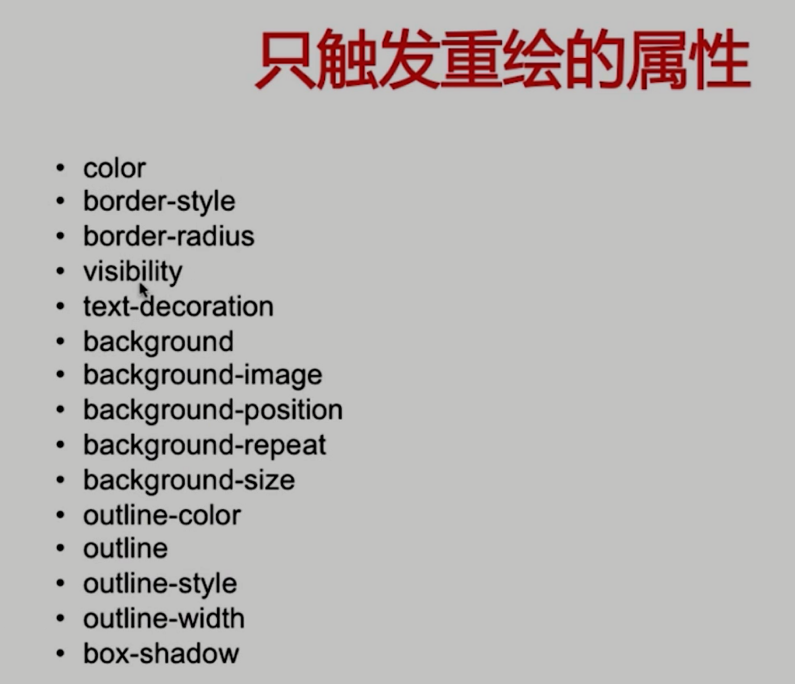 只触发重绘的属性
• color
• border-style
• border-radius
• visibility
• text-decoration
• background
• background-image
• background-position
• background-repeat
• background-size
• outline-color
• outline
• outline-style
• outline-width
• box-shadow